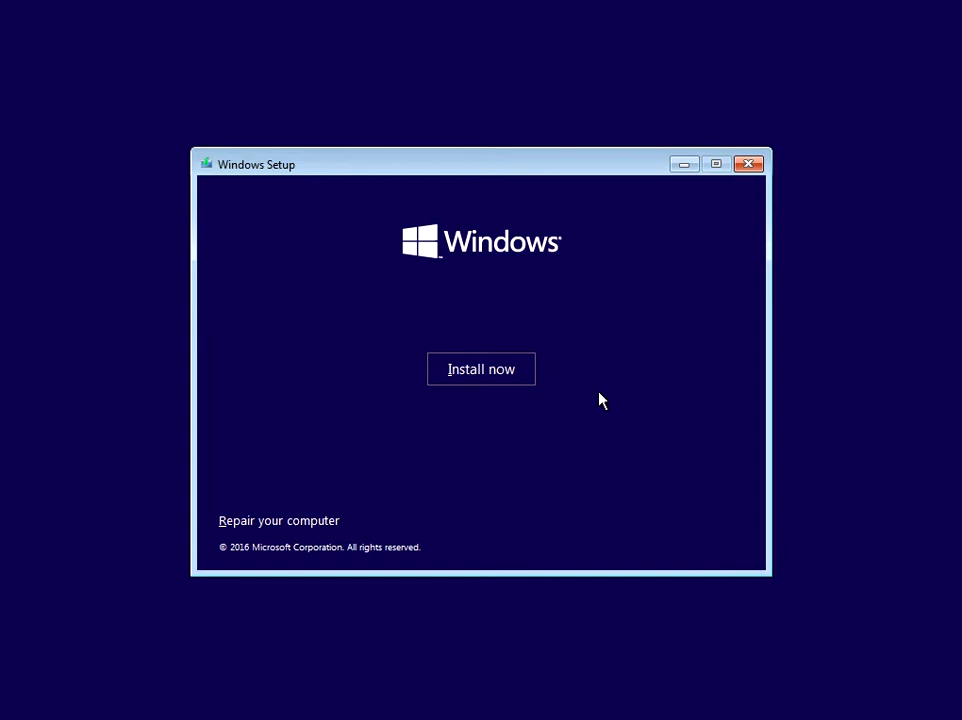 Windows Setup
Windows
Install now
Repair your computer
© 2016 Microsoft Corporation. All rights reserved.